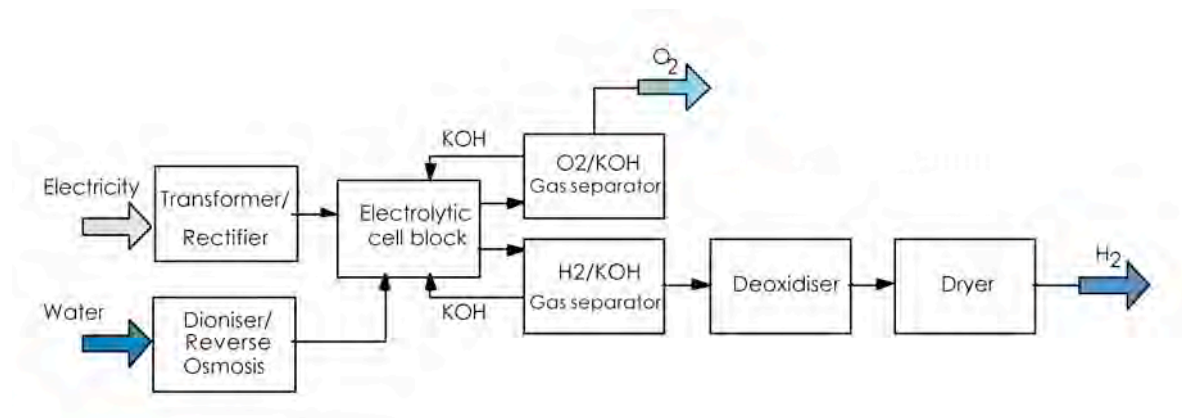 O2
KOH
O2/KOH
Gas separator
Electricity
Transformer/
Rectifier
Electrolytic
cell block
H2/KOH
Gas separator
KOH
Deoxidiser
Dryer
H2
Water
Dioniser/
Reverse
Osmosis